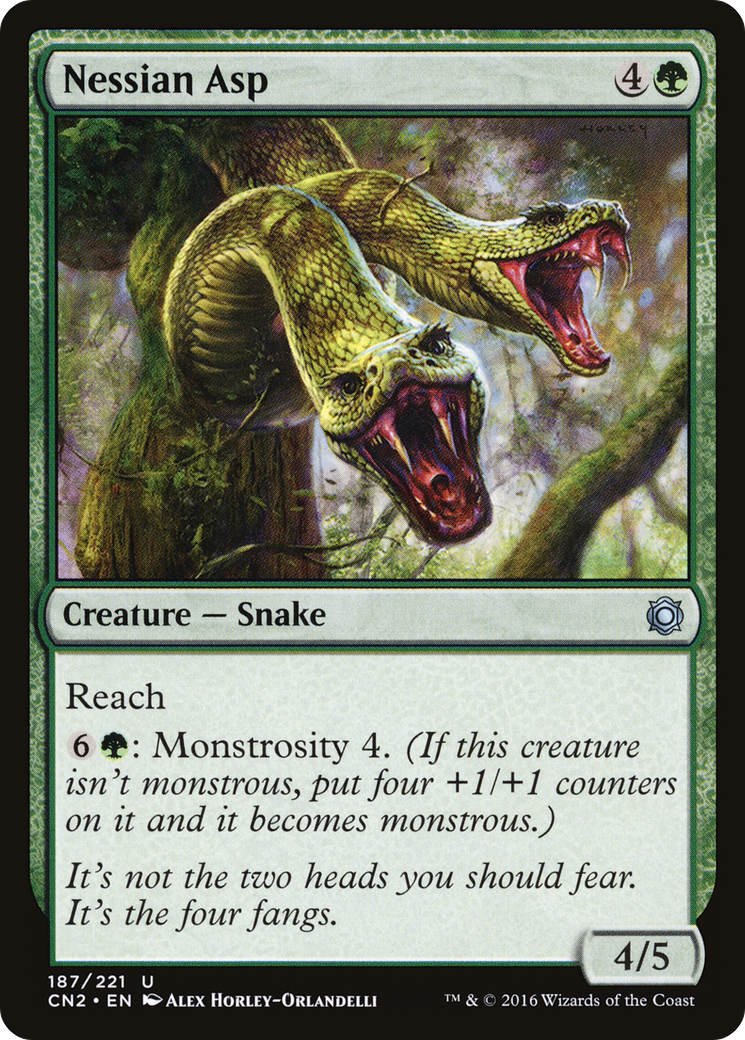 Nessian Asp 4
HORLEY
Creature — Snake
Reach
6 : Monstrosity 4. (If this creature
isn't monstrous, put four +1/+1 counters
on it and it becomes monstrous.)
It's not the two heads you should fear.
It's the four fangs.
4/5
187/221 U
CN2 • EN Alex Horley-Orlandelli ™ & © 2016 Wizards of the Coast